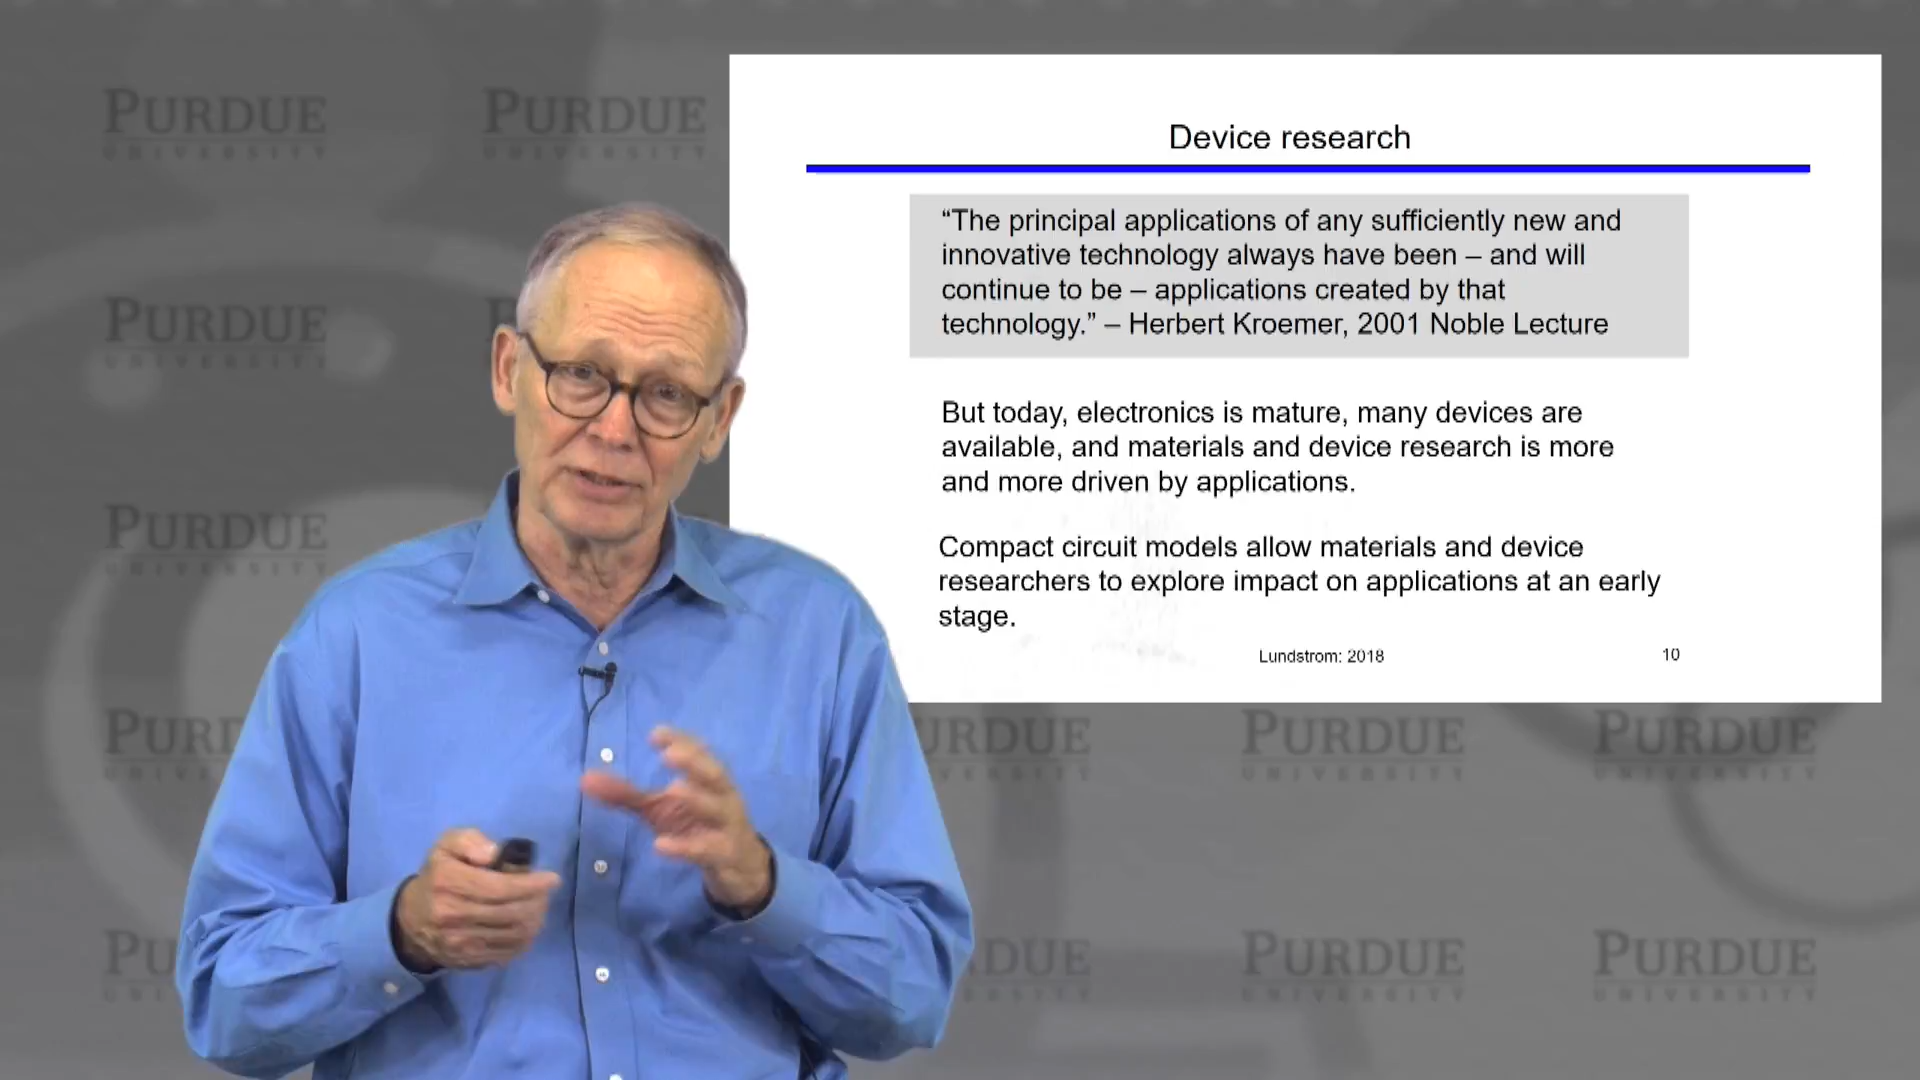 PURDUE
UNIVERSITY
PURDUE
UNIVERSITY
Device research
“The principal applications of any sufficiently new and
innovative technology always have been – and will
continue to be – applications created by that
technology.” – Herbert Kroemer, 2001 Noble Lecture
PURDUE
UNIVERSITY
But today, electronics is mature, many devices are
available, and materials and device research is more
and more driven by applications.
PURDUE
UNIVERSITY
Compact circuit models allow materials and device
researchers to explore impact on applications at an early
stage.
Lundstrom: 2018
10
PURDUE
UNIVERSITY
PURDUE
UNIVERSITY
PURDUE
UNIVERSITY
PURDUE
UNIVERSITY